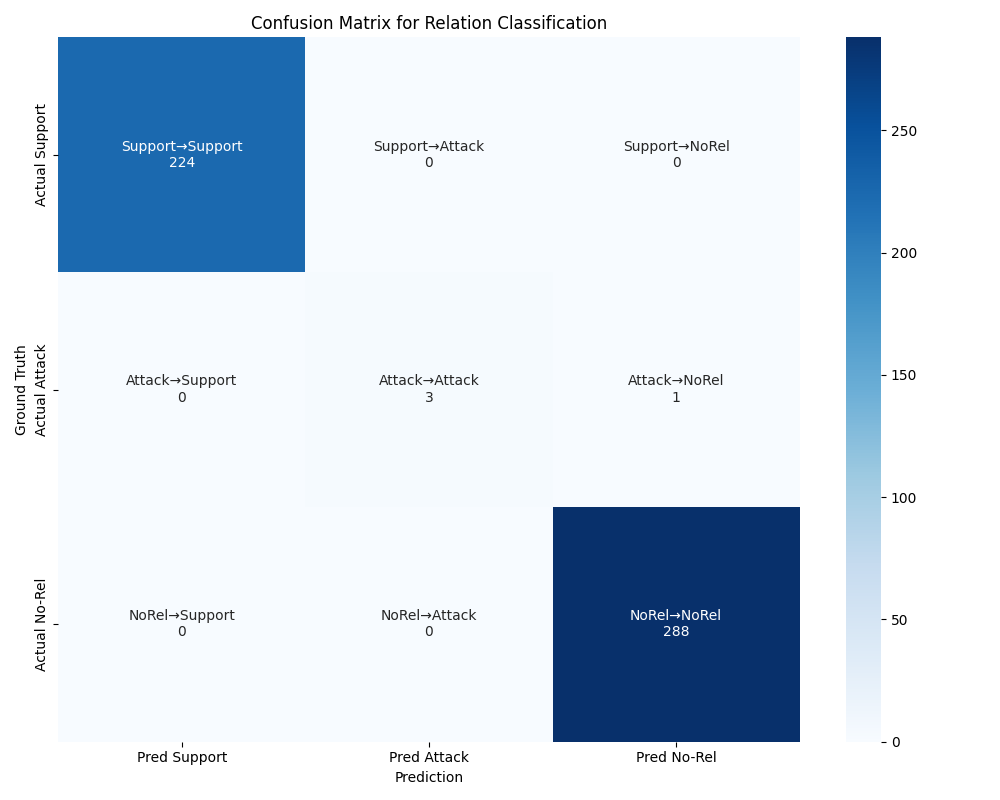 Confusion Matrix for Relation Classification
Ground Truth
Actual Support
Support→Support
224
Support→Attack
0
Support→NoRel
0
Actual Attack
Attack→Support
0
Attack→Attack
3
Attack→NoRel
1
Actual No-Rel
NoRel→Support
0
NoRel→Attack
0
NoRel→NoRel
288
Pred Support
Pred Attack
Pred No-Rel
Prediction
250
200
150
100
50
0